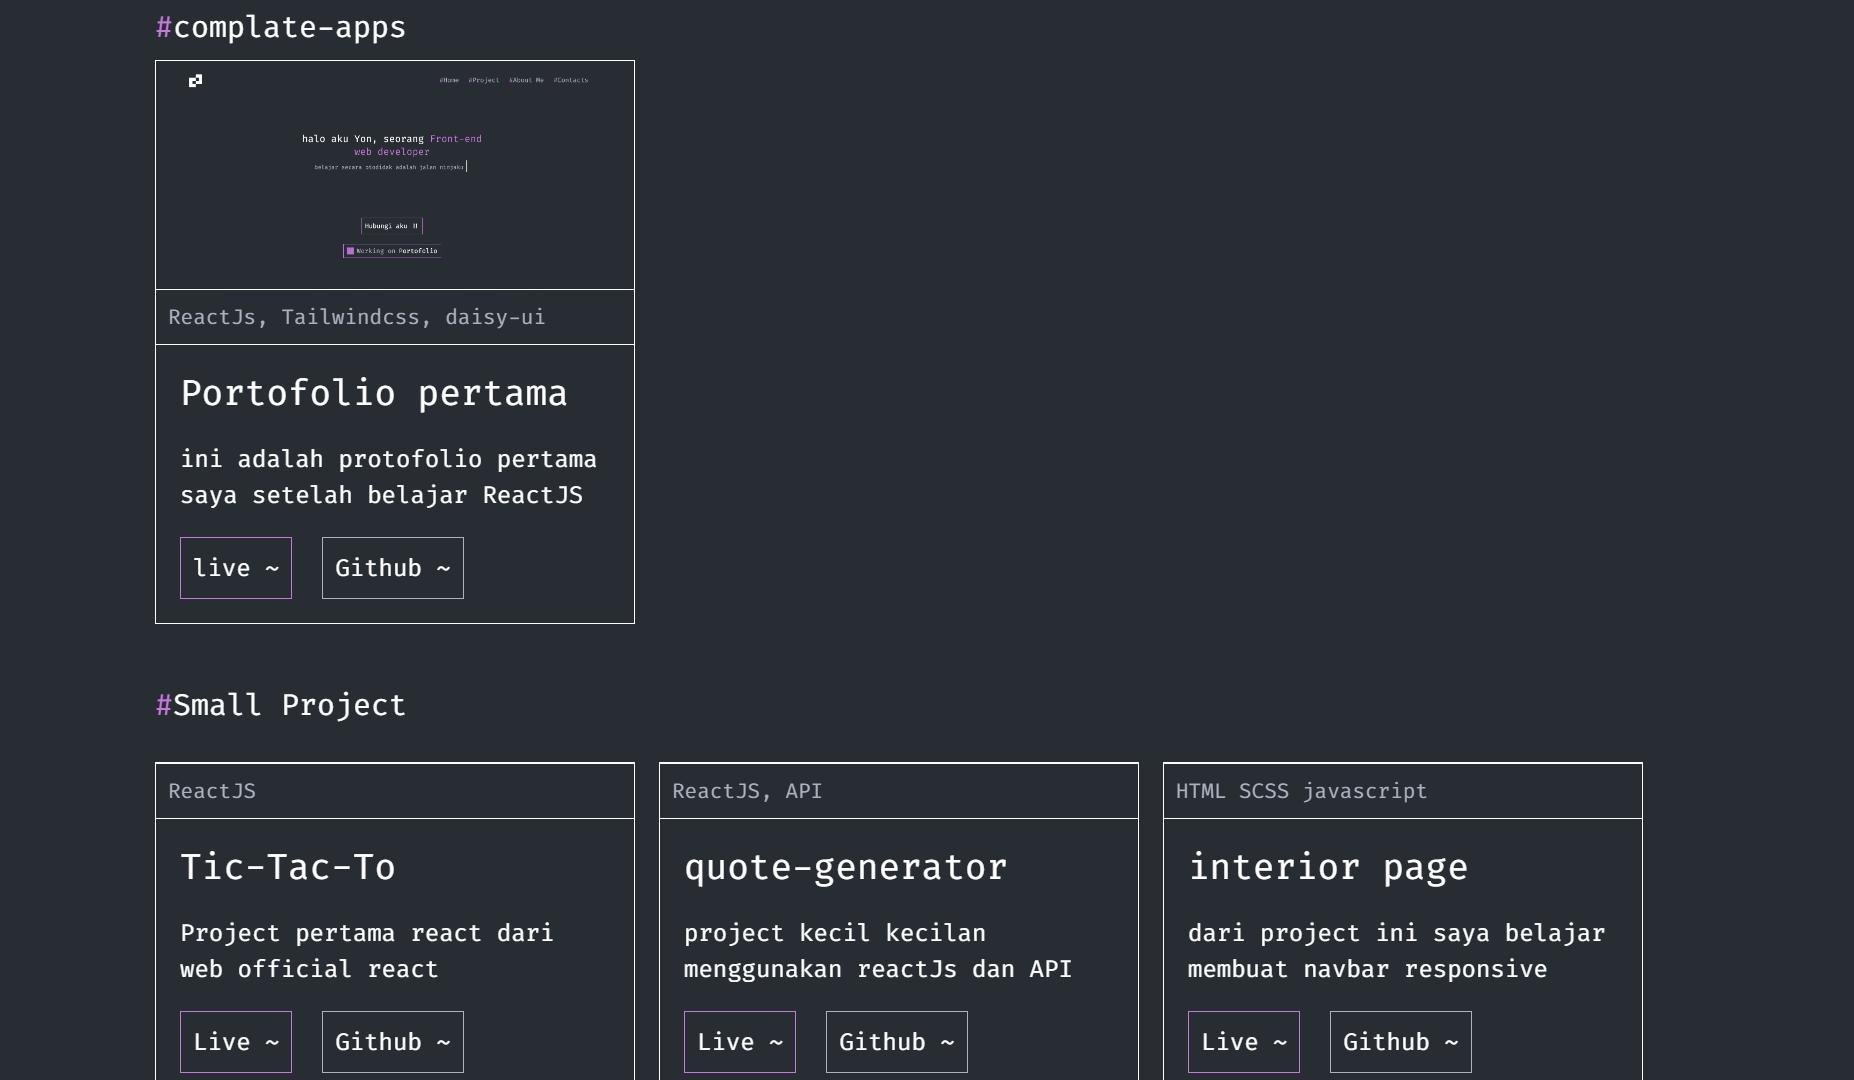 #complate-apps
#Home #Project #About Me #Contacts
halo aku Yon, seorang Front-end
web developer
belajar secara otodidak adalah jalan ninjaku
Hubungi aku !!
Working on Portofolio
ReactJs, Tailwindcss, daisy-ui
Portofolio pertama
ini adalah protofolio pertama
saya setelah belajar ReactJS
live ~ Github ~
#Small Project
ReactJS
Tic-Tac-To
Project pertama react dari
web official react
Live ~ Github ~
ReactJS, API
quote-generator
project kecil kecilan
menggunakan reactJs dan API
Live ~ Github ~
HTML SCSS javascript
interior page
dari project ini saya belajar
membuat navbar responsive
Live ~ Github ~